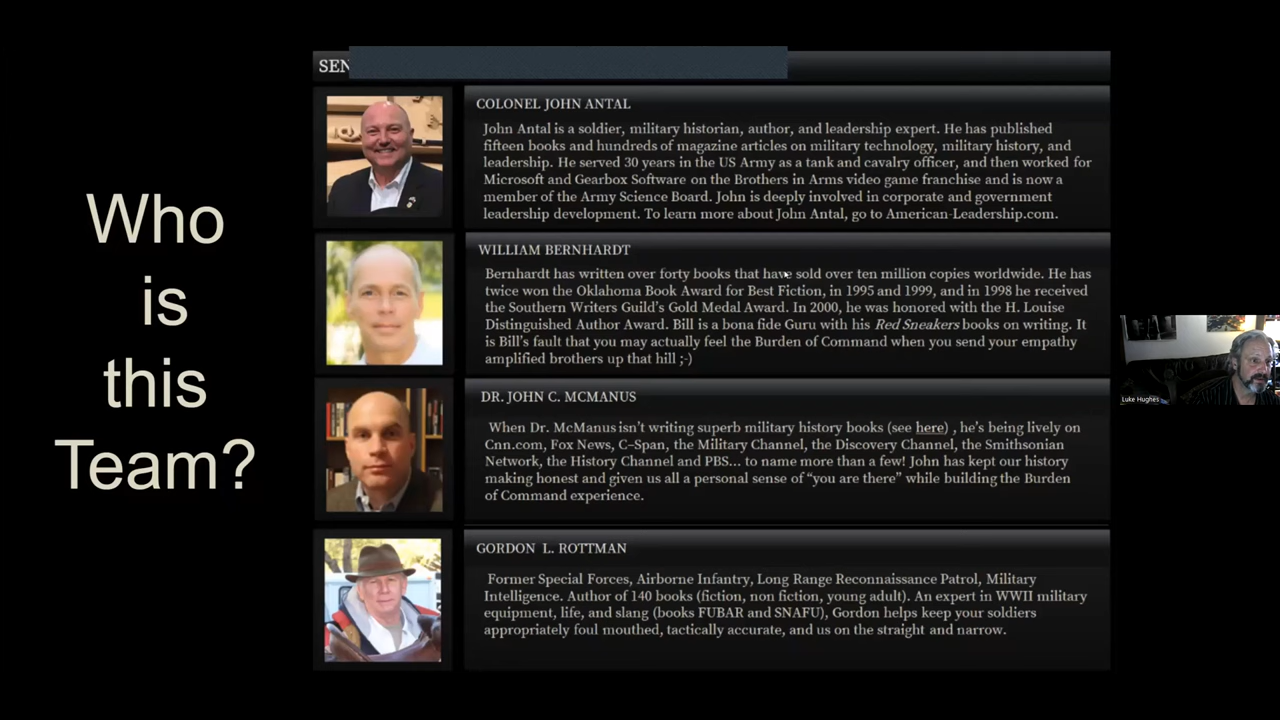 Who
is
this
Team?
SEN
COLONEL JOHN ANTAL
John Antal is a soldier, military historian, author, and leadership expert. He has published
fifteen books and hundreds of magazine articles on military technology, military history, and
leadership. He served 30 years in the US Army as a tank and cavalry officer, and then worked for
Microsoft and Gearbox Software on the Brothers in Arms video game franchise and is now a
member of the Army Science Board. John is deeply involved in corporate and government
leadership development. To learn more about John Antal, go to American-Leadership.com.
WILLIAM BERNHARDT
Bernhardt has written over forty books that have sold over ten million copies worldwide. He has
twice won the Oklahoma Book Award for Best Fiction, in 1995 and 1999, and in 1998 he received
the Southern Writers Guild's Gold Medal Award. In 2000, he was honored with the H. Louise
Distinguished Author Award. Bill is a bona fide Guru with his Red Sneakers books on writing. It
is Bill's fault that you may actually feel the Burden of Command when you send your empathy
amplified brothers up that hill ;-)
DR. JOHN C. MCMANUS
When Dr. McManus isn't writing superb military history books (see here) , he's being lively on
Cnn.com, Fox News, C–Span, the Military Channel, the Discovery Channel, the Smithsonian
Network, the History Channel and PBS... to name more than a few! John has kept our history
making honest and given us all a personal sense of “you are there” while building the Burden
of Command experience.
GORDON L. ROTTMAN
Former Special Forces, Airborne Infantry, Long Range Reconnaissance Patrol, Military
Intelligence. Author of 140 books (fiction, non fiction, young adult). An expert in WWII military
equipment, life, and slang (books FUBAR and SNAFU), Gordon helps keep your soldiers
appropriately foul mouthed, tactically accurate, and us on the straight and narrow.
Luke Hughes